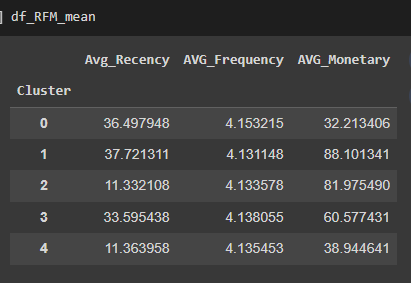 ] df_RFM_mean
Avg_Recency AVG_Frequency AVG_Monetary
Cluster
0 36.497948 4.153215 32.213406
1 37.721311 4.131148 88.101341
2 11.332108 4.133578 81.975490
3 33.595438 4.138055 60.577431
4 11.363958 4.135453 38.944641